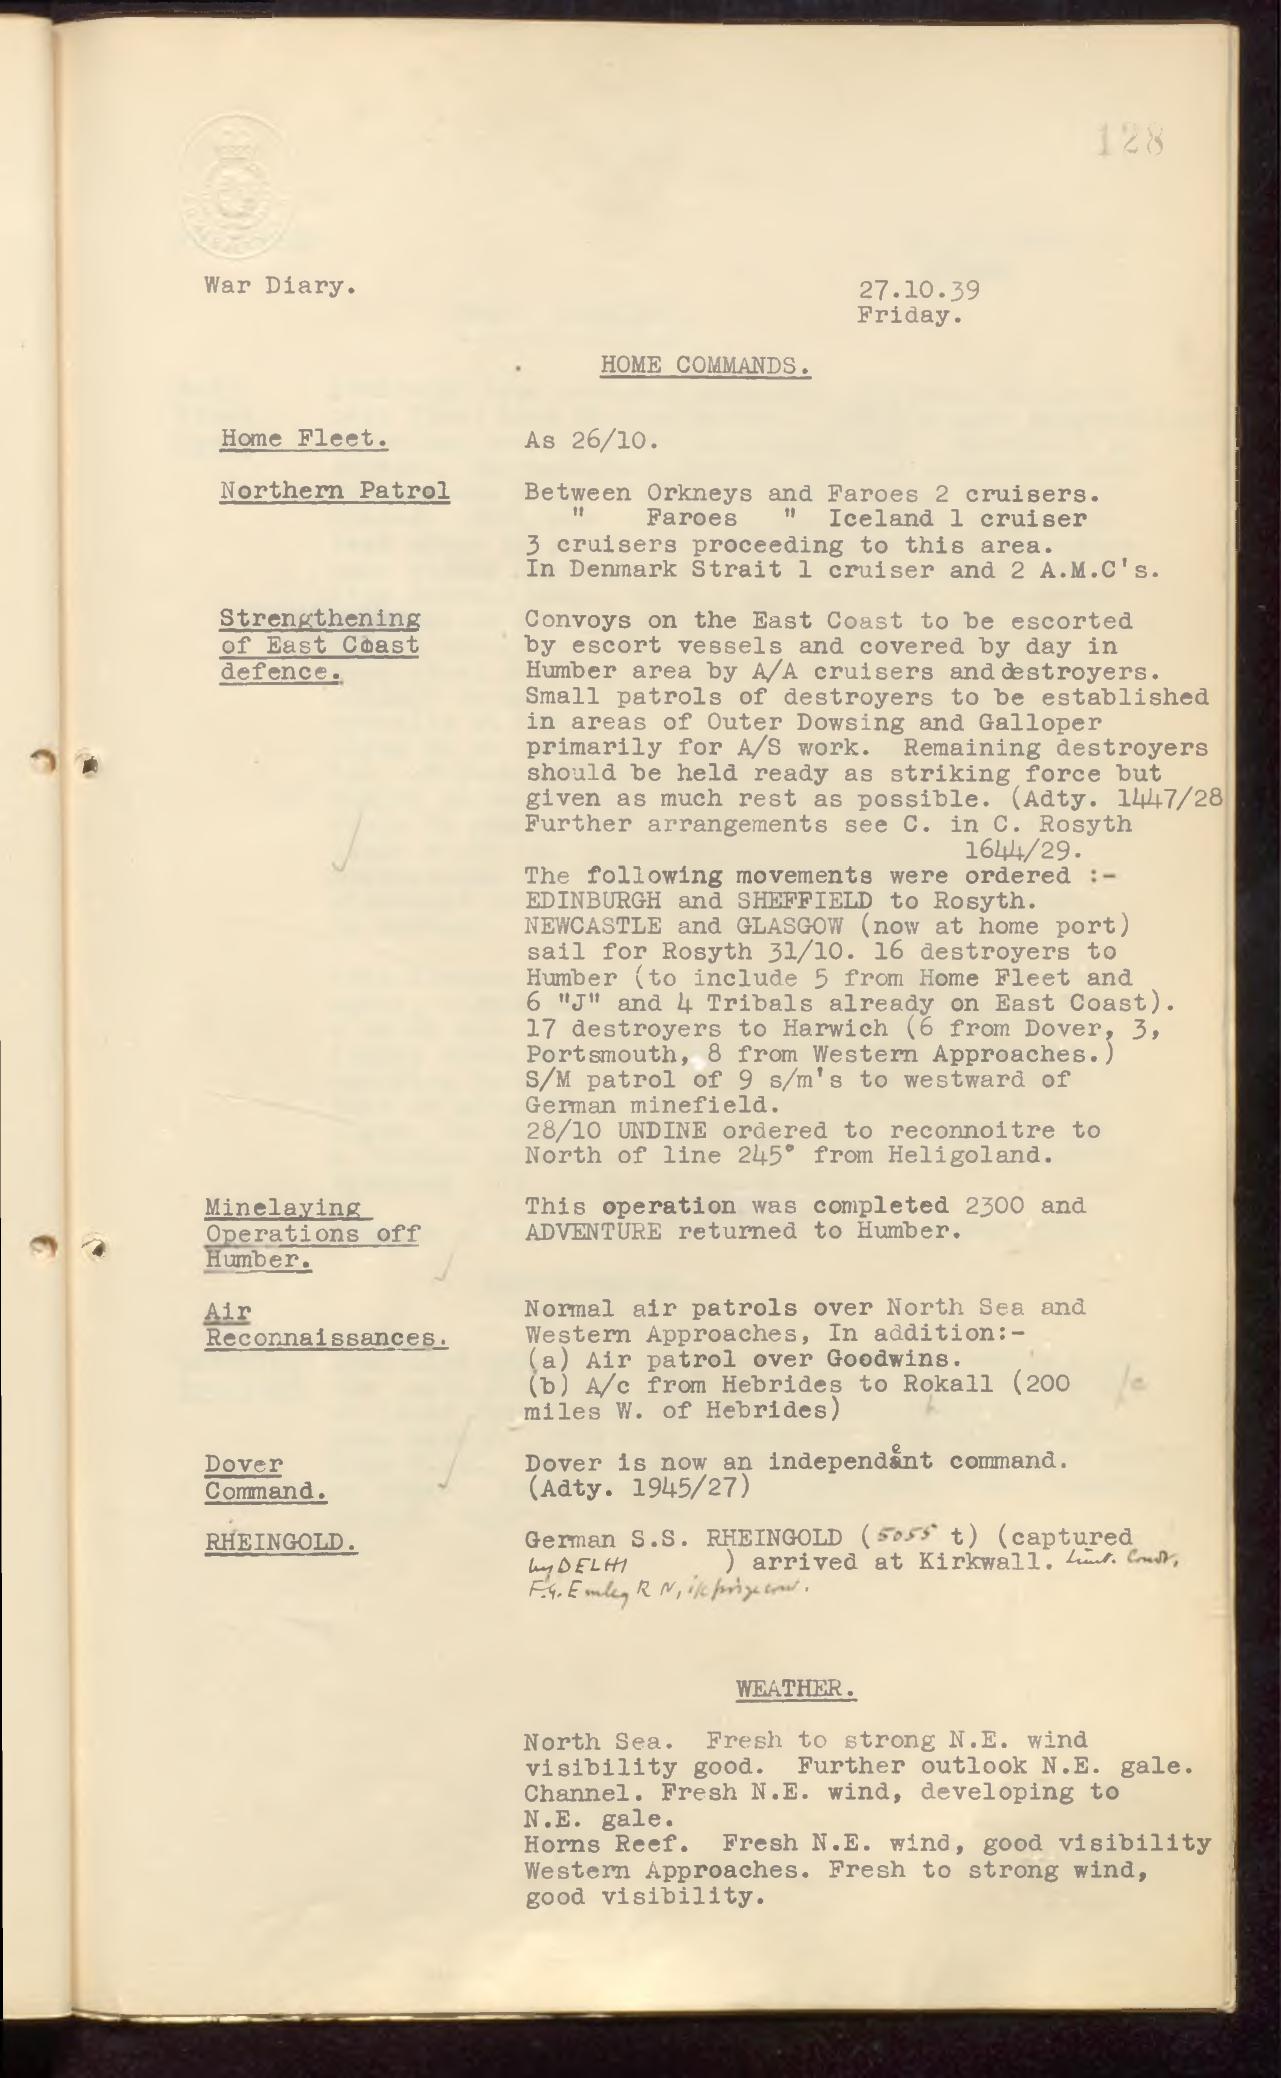 128
War Diary.
27.10.39
Friday.
HOME COMMANDS.
Home Fleet. As 26/10.
Northern Patrol Between Orkneys and Faroes 2 cruisers.
" Faroes " Iceland 1 cruiser
3 cruisers proceeding to this area.
In Denmark Strait 1 cruiser and 2 A.M.C's.
Strengthening Convoys on the East Coast to be escorted
of East Coast by escort vessels and covered by day in
defence. Humber area by A/A cruisers and destroyers.
Small patrols of destroyers to be established
in areas of Outer Dowsing and Galloper
primarily for A/S work. Remaining destroyers
should be held ready as striking force but
given as much rest as possible. (Adty. 1447/28
Further arrangements see C. in C. Rosyth
1644/29.
The following movements were ordered :-
EDINBURGH and SHEFFIELD to Rosyth.
NEWCASTLE and GLASGOW (now at home port)
sail for Rosyth 31/10. 16 destroyers to
Humber (to include 5 from Home Fleet and
6 "J" and 4 Tribals already on East Coast).
17 destroyers to Harwich (6 from Dover, 3,
Portsmouth, 8 from Western Approaches.)
S/M patrol of 9 s/m's to westward of
German minefield.
28/10 UNDINE ordered to reconnoitre to
North of line 245° from Heligoland.
Minelaying This operation was completed 2300 and
Operations off ADVENTURE returned to Humber.
Humber.
Air Normal air patrols over North Sea and
Reconnaissances. Western Approaches, In addition:-
(a) Air patrol over Goodwins.
(b) A/c from Hebrides to Rokall (200 /c
miles W. of Hebrides)
Dover Dover is now an independent command.
Command. (Adty. 1945/27)
RHEINGOLD. German S.S. RHEINGOLD (5055 t) (captured
by DELHI ) arrived at Kirkwall. Lieut. Comdr.
F.G. Emley R N, i/c prize crew.
WEATHER.
North Sea. Fresh to strong N.E. wind
visibility good. Further outlook N.E. gale.
Channel. Fresh N.E. wind, developing to
N.E. gale.
Horns Reef. Fresh N.E. wind, good visibility
Western Approaches. Fresh to strong wind,
good visibility.